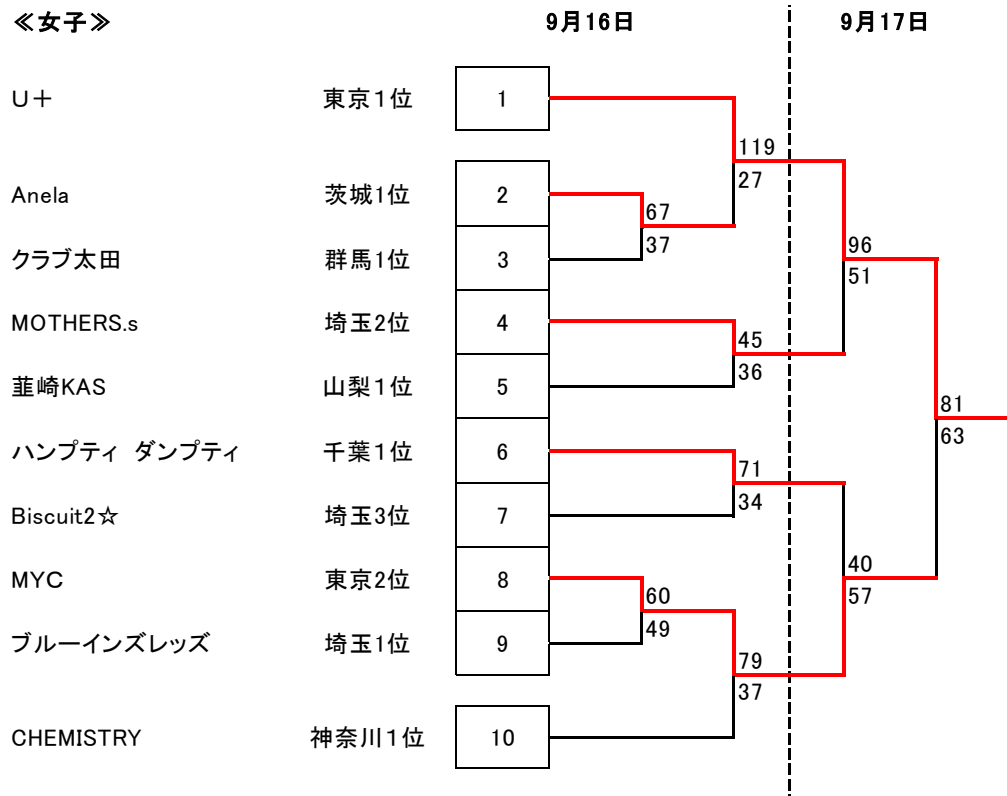 ≪女子≫ 9月16日 9月17日
U＋ 東京１位 1
119
27
Anela 茨城1位 2
67
37
クラブ太田 群馬1位 3
96
51
MOTHERS.s 埼玉2位 4
45
36
韮崎KAS 山梨１位 5
81
63
ハンプティ ダンプティ 千葉１位 6
71
34
Biscuit2☆ 埼玉3位 7
MYC 東京2位 8
40
57
60
49
ブルーインズレッズ 埼玉１位 9
79
37
CHEMISTRY 神奈川１位 10